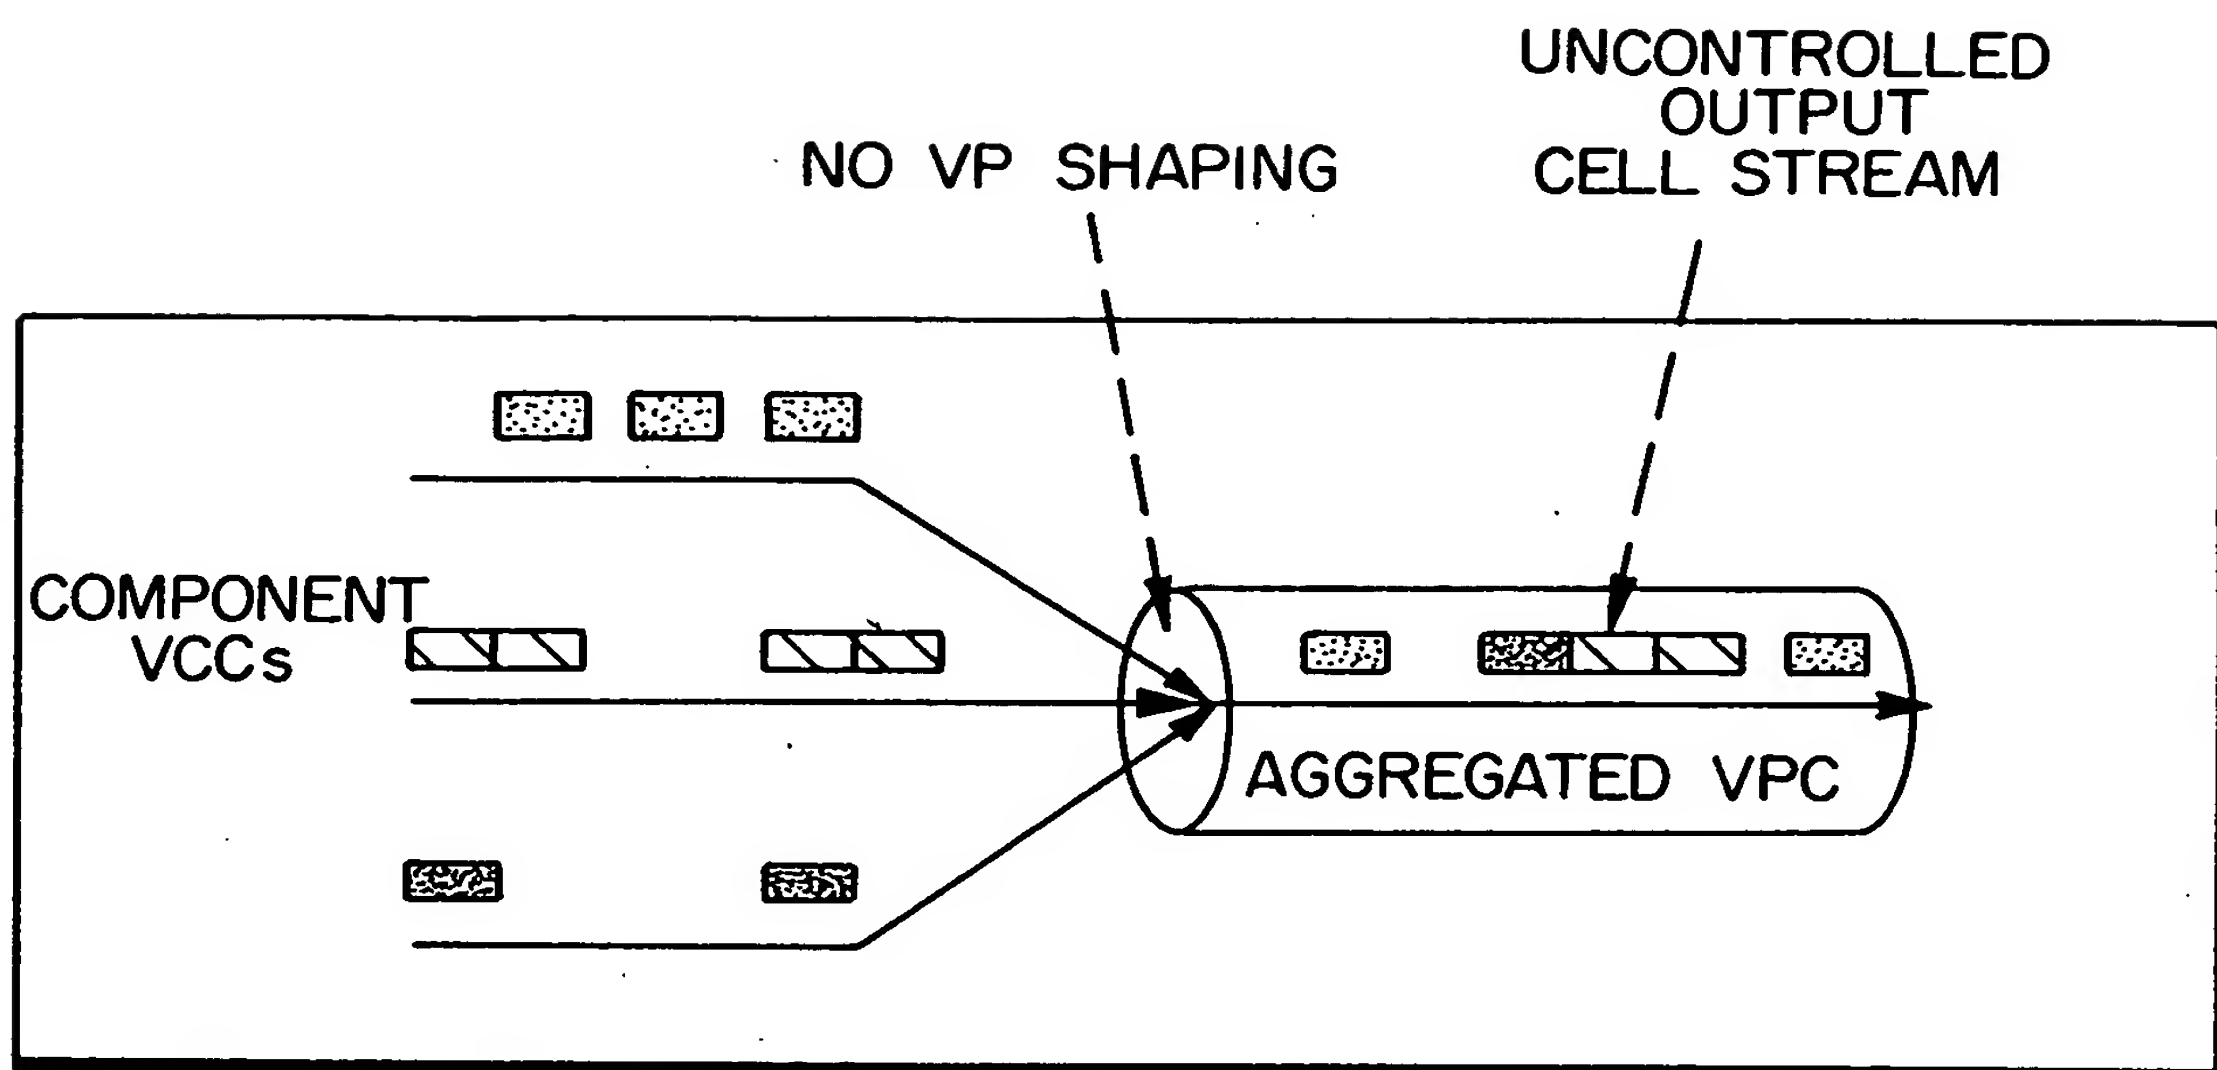 UNCONTROLLED
OUTPUT
CELL STREAM
NO VP SHAPING
COMPONENT
VCCs
AGGREGATED VPC